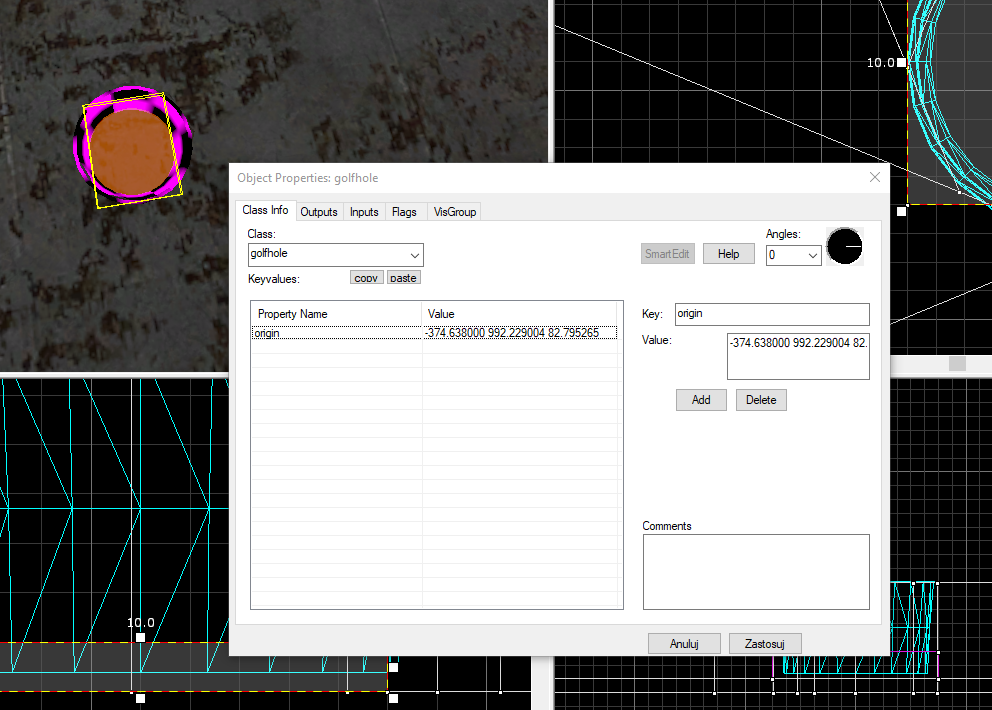 10.0
Object Properties: golfhole
Class Info Outputs Inputs Flags VisGroup
Class:
golfhole
SmartEdit Help
Angles:
0
Keyvalues: copy paste
Property Name Value
origin -374.638000 992.229004 82.795265
Key: origin
Value: -374.638000 992.229004 82.
Add Delete
Comments
10.0
Anuluj Zastosuj